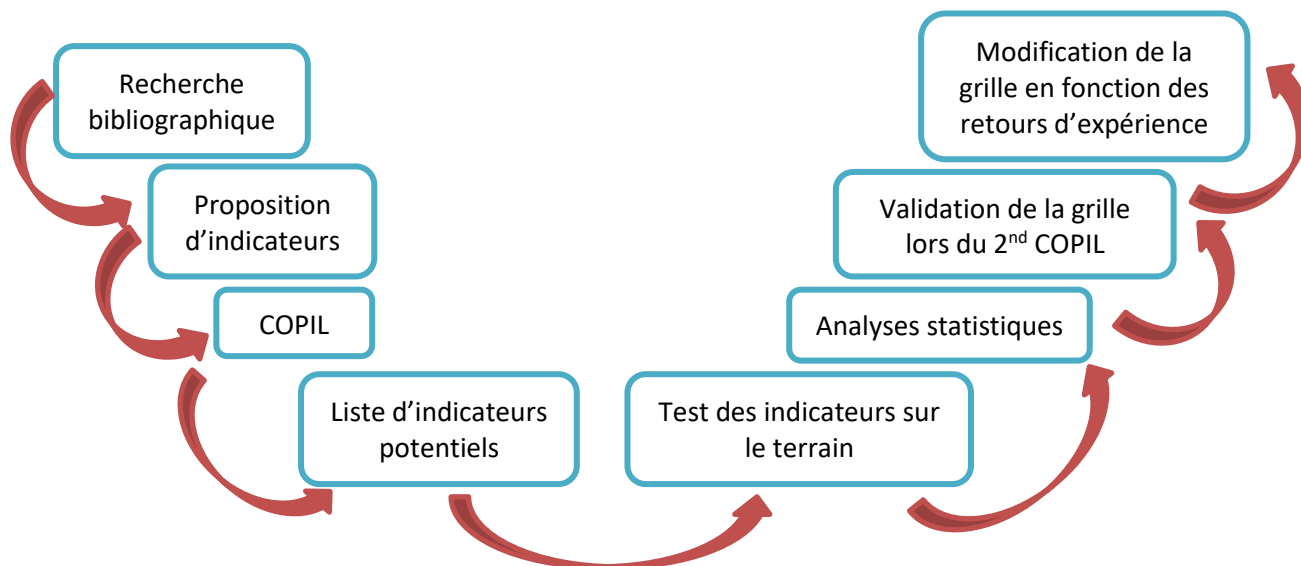 Recherche
bibliographique
Proposition
d'indicateurs
COPIL
Liste d'indicateurs
potentiels
Test des indicateurs sur
le terrain
Analyses statistiques
Validation de la grille
lors du 2nd COPIL
Modification de la
grille en fonction des
retours d'expérience